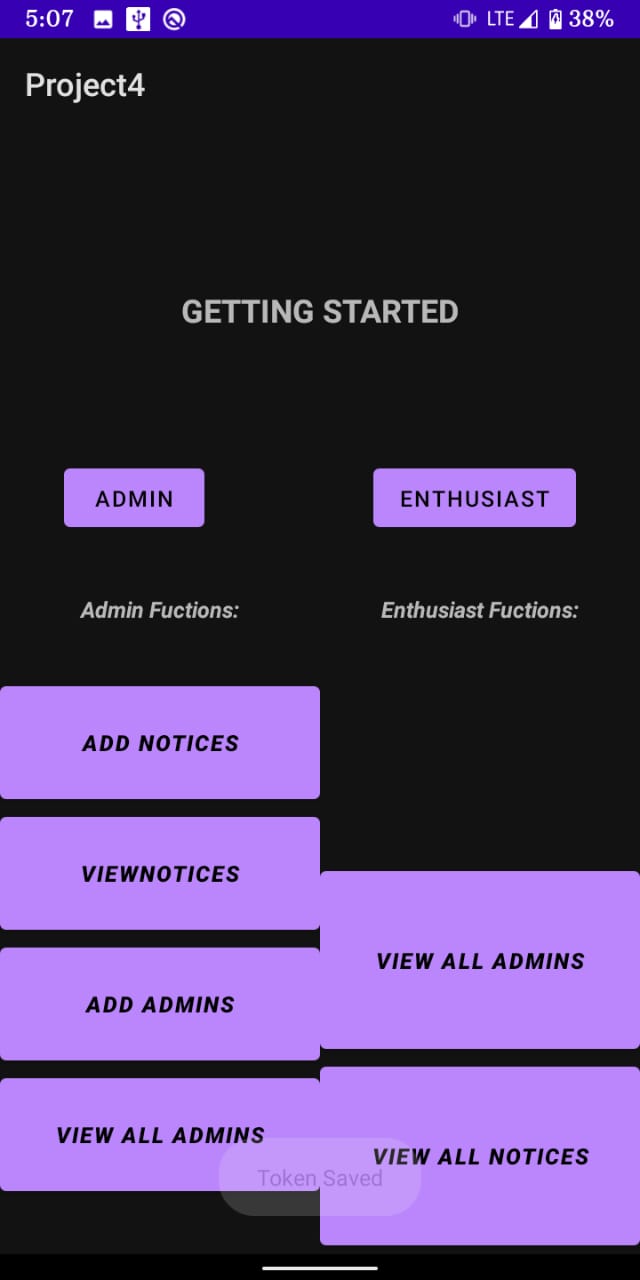 5:07 LTE 38%
Project4
GETTING STARTED
ADMIN
ENTHUSIAST
Admin Fuctions:
Enthusiast Fuctions:
ADD NOTICES
VIEWNOTICES
ADD ADMINS
VIEW ALL ADMINS
VIEW ALL ADMINS
VIEW ALL NOTICES
Token Saved